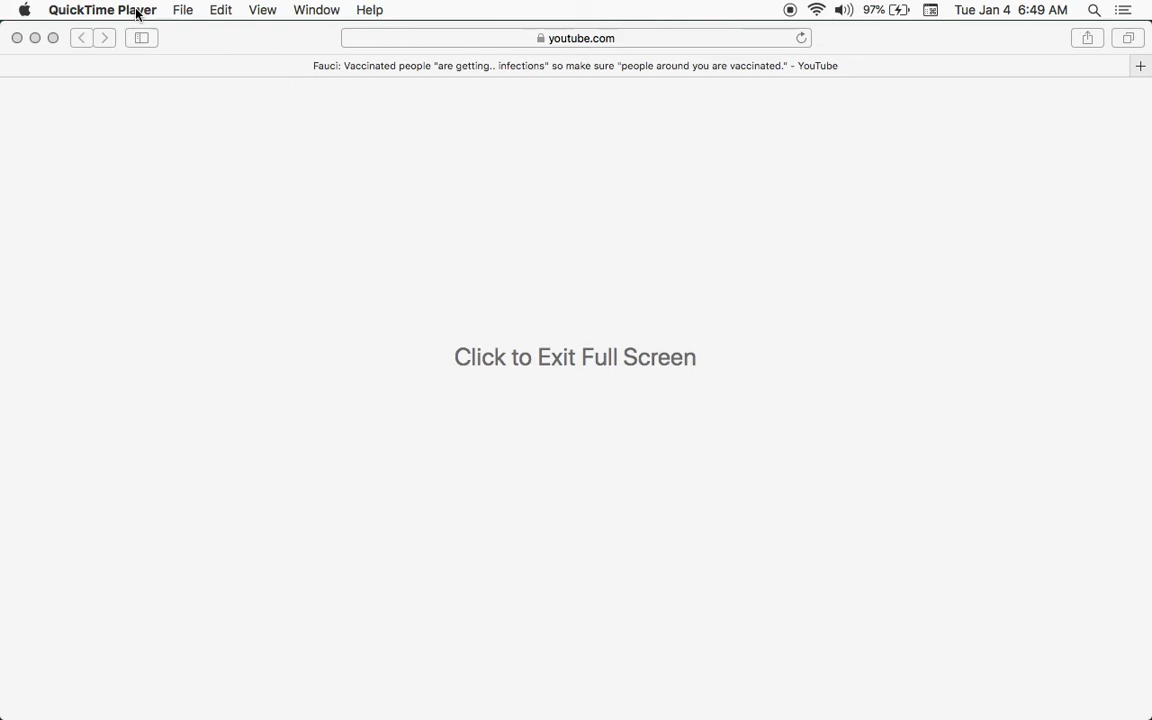 QuickTime Player File Edit View Window Help 97% Tue Jan 4 6:49 AM
youtube.com
Fauci: Vaccinated people "are getting.. infections" so make sure "people around you are vaccinated." - YouTube
Click to Exit Full Screen